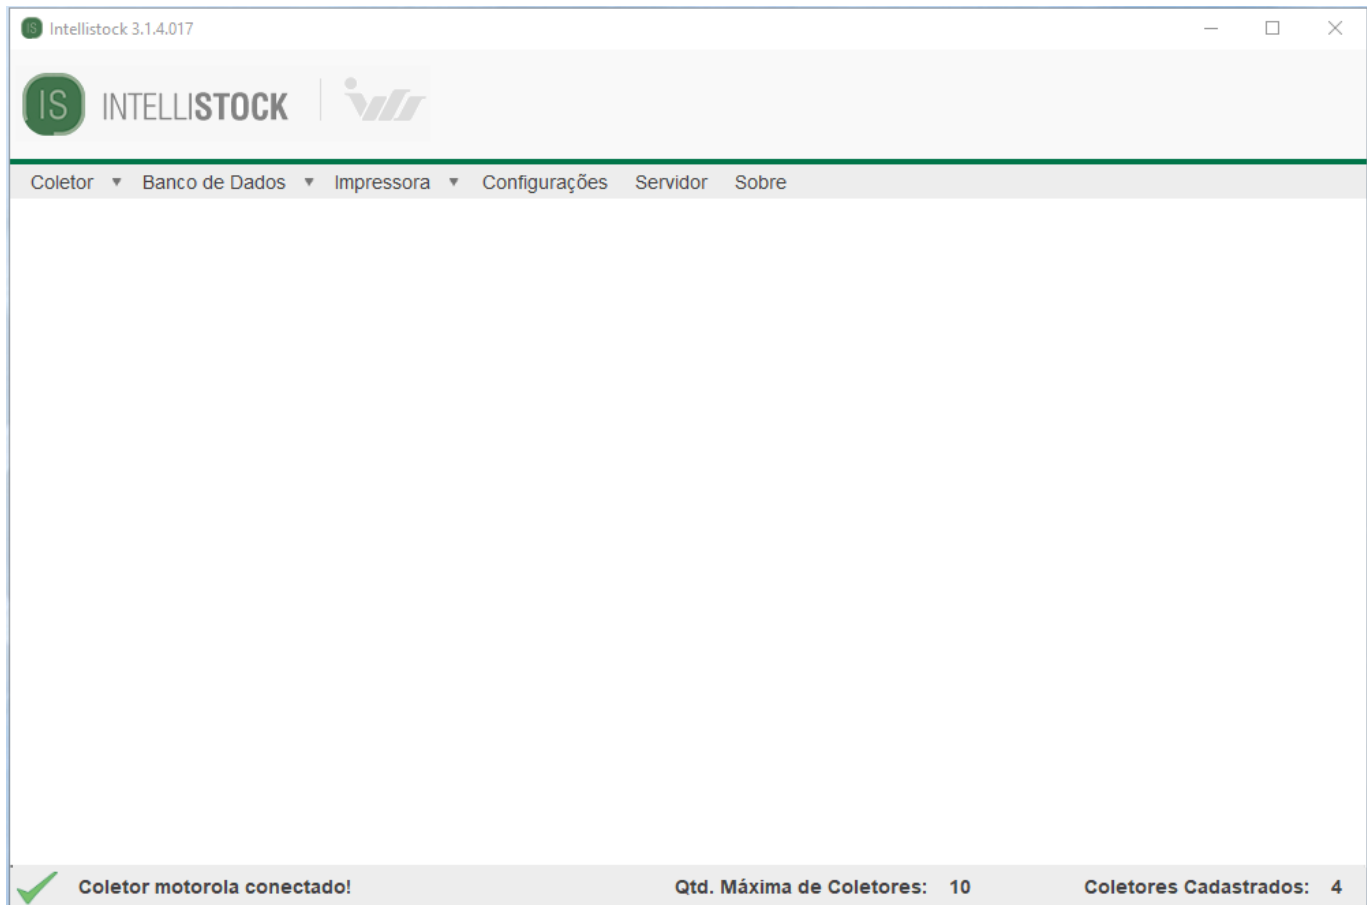 Intellistock 3.1.4.017
IS INTELLISTOCK iws
Coletor Banco de Dados Impressora Configurações Servidor Sobre
Coletor motorola conectado! Qtd. Máxima de Coletores: 10 Coletores Cadastrados: 4